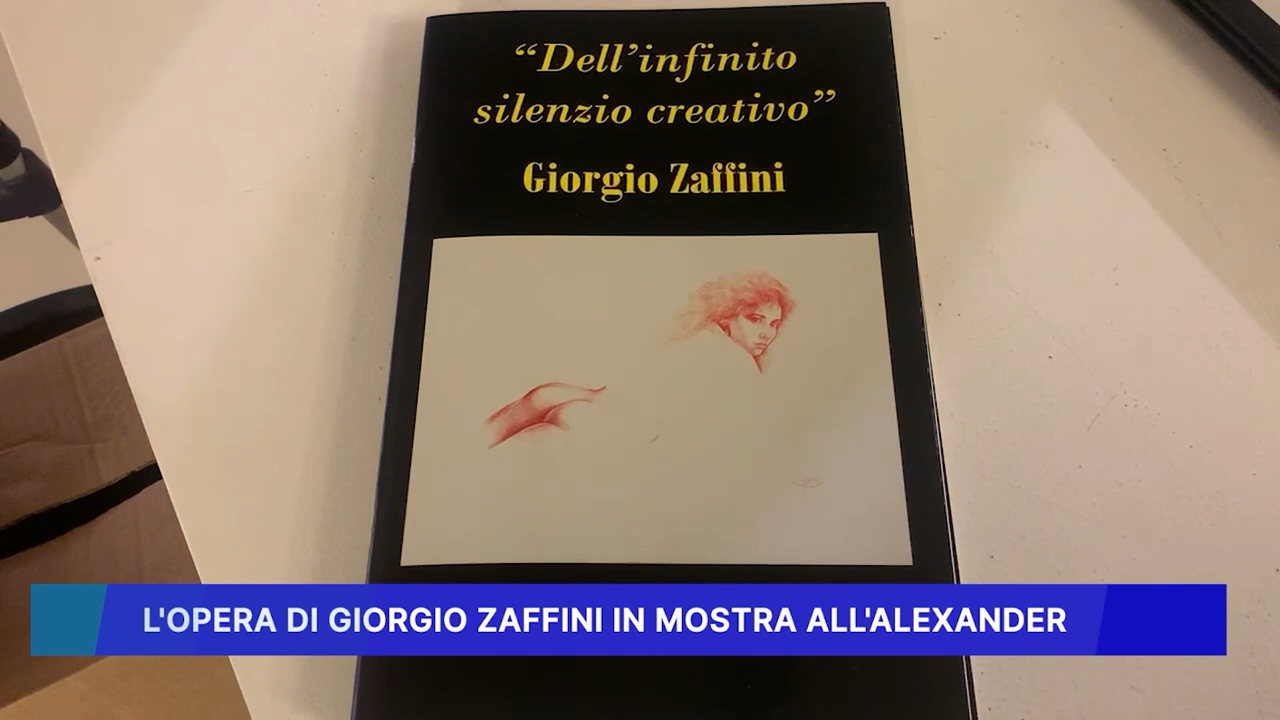 “Dell’infinito
silenzio creativo”
Giorgio Zaffini
L'OPERA DI GIORGIO ZAFFINI IN MOSTRA ALL'ALEXANDER